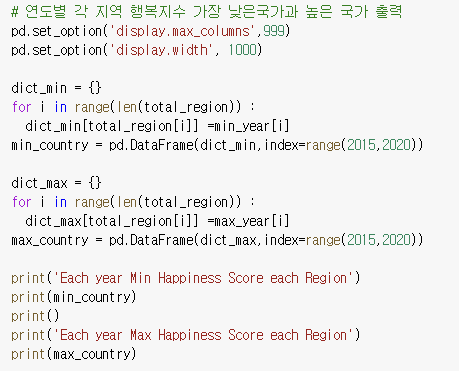 # 연도별 각 지역 행복지수 가장 낮은국가과 높은 국가 출력
pd.set_option('display.max_columns',999)
pd.set_option('display.width', 1000)

dict_min = {}
for i in range(len(total_region)) :
  dict_min[total_region[i]] =min_year[i]
min_country = pd.DataFrame(dict_min,index=range(2015,2020))

dict_max = {}
for i in range(len(total_region)) :
  dict_max[total_region[i]] =max_year[i]
max_country = pd.DataFrame(dict_max,index=range(2015,2020))

print('Each year Min Happiness Score each Region')
print(min_country)
print()
print('Each year Max Happiness Score each Region')
print(max_country)